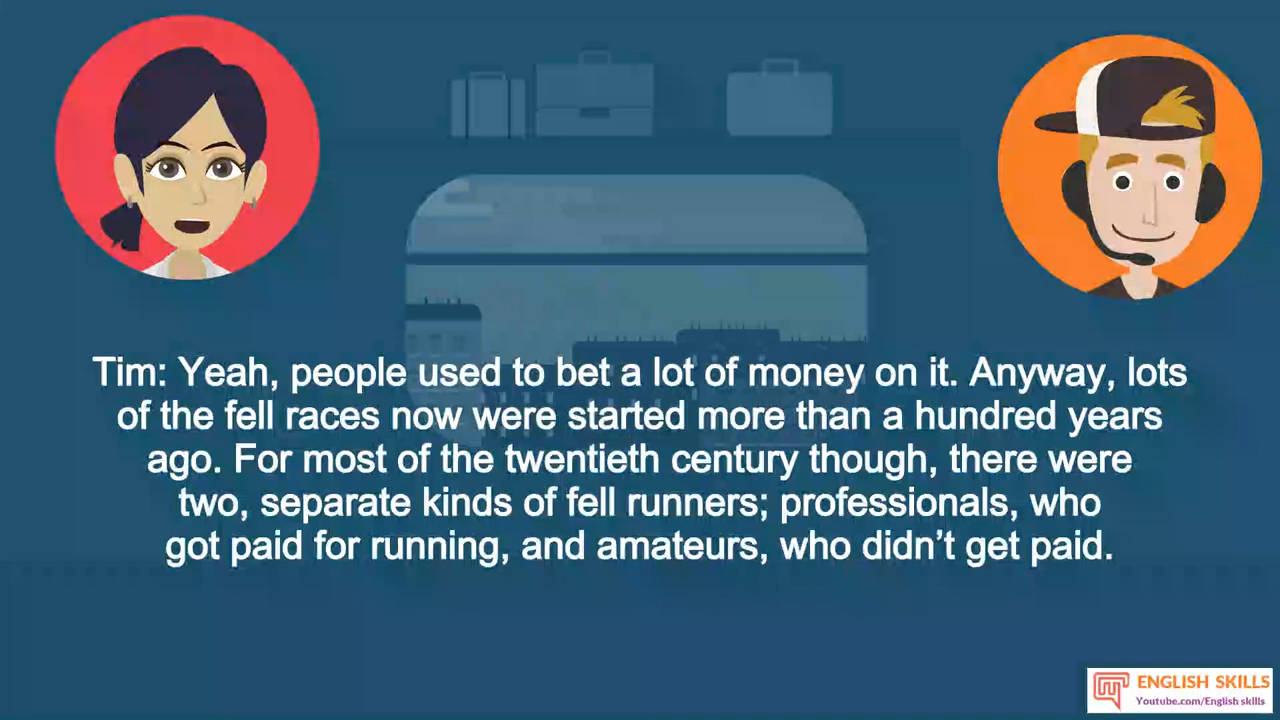 Tim: Yeah, people used to bet a lot of money on it. Anyway, lots
of the fell races now were started more than a hundred years
ago. For most of the twentieth century though, there were
two, separate kinds of fell runners; professionals, who
got paid for running, and amateurs, who didn’t get paid.
ENGLISH SKILLS
Youtube.com/English skills